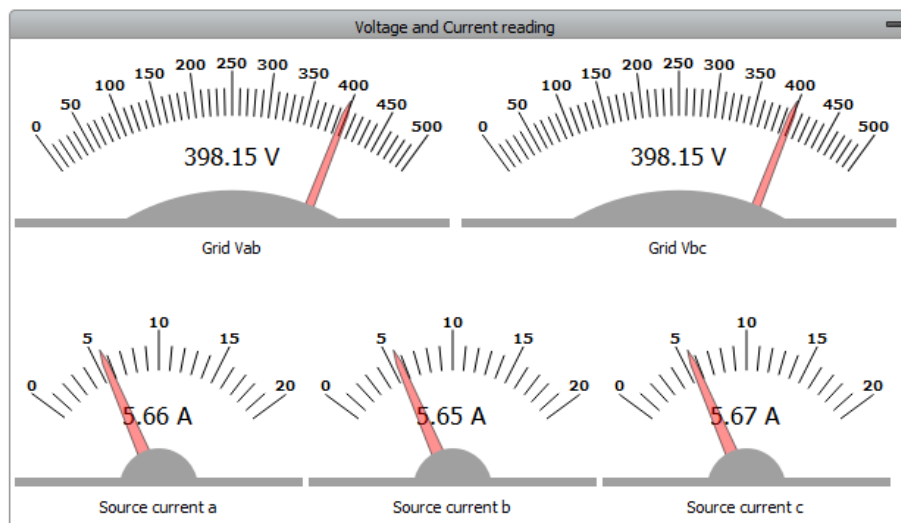 Voltage and Current reading
0 50 100 150 200 250 300 350 400 450 500
398.15 V
Grid Vab
0 50 100 150 200 250 300 350 400 450 500
398.15 V
Grid Vbc
0 5 10 15 20
5.66 A
Source current a
0 5 10 15 20
5.65 A
Source current b
0 5 10 15 20
5.67 A
Source current c